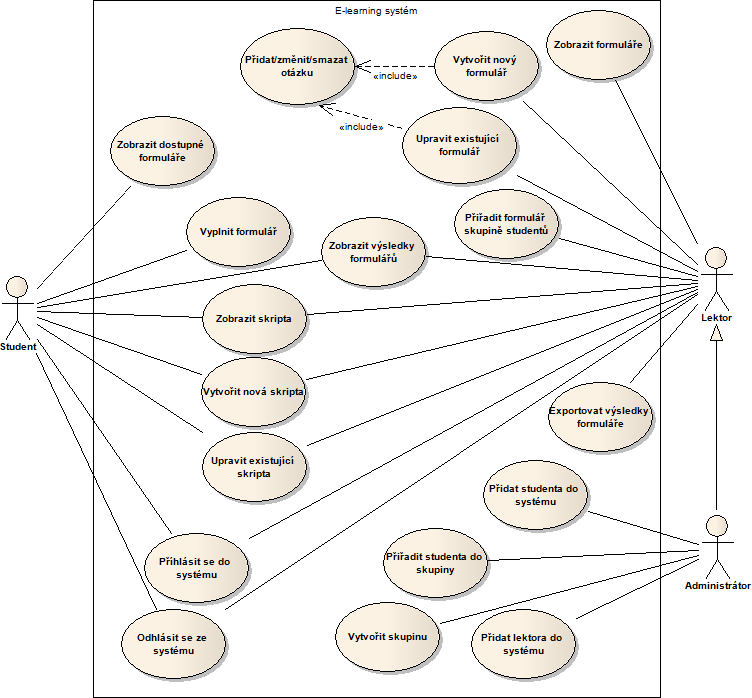 E-learning systém
Přidat/změnit/smazat
otázku
«include»
Vytvořit nový
formulář
Zobrazit formuláře
«include»
Upravit existující
formulář
Zobrazit dostupné
formuláře
Vyplnit formulář
Přiřadit formulář
skupině studentů
Zobrazit výsledky
formulářů
Zobrazit skripta
Lektor
Student
Vytvořit nová skripta
Exportovat výsledky
formuláře
Upravit existující
skripta
Přidat studenta do
systému
Přihlásit se do
systému
Přiřadit studenta do
skupiny
Administrátor
Odhlásit se ze
systému
Vytvořit skupinu
Přidat lektora do
systému